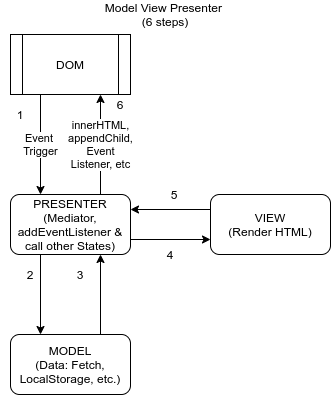 Model View Presenter
(6 steps)
DOM
1
6
Event
Trigger
innerHTML,
appendChild,
Event
Listener, etc
PRESENTER
(Mediator,
addEventListener &
call other States)
5
4
VIEW
(Render HTML)
2
3
MODEL
(Data: Fetch,
LocalStorage, etc.)